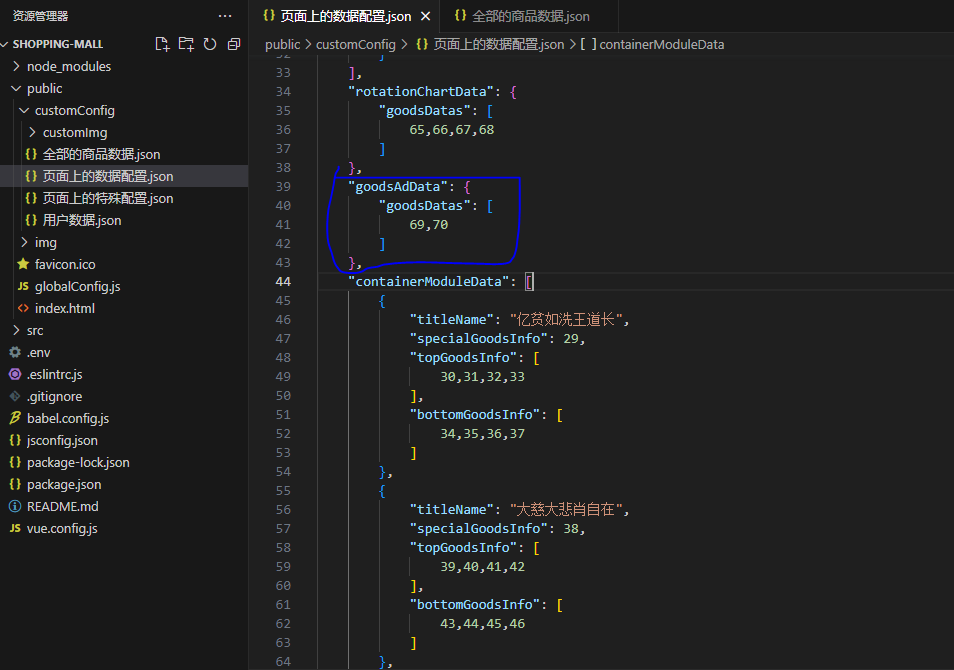 资源管理器
SHOPPING-MALL
node_modules
public
customConfig
customImg
全部的商品数据.json
页面上的数据配置.json
页面上的特殊配置.json
用户数据.json
img
favicon.ico
JS globalConfig.js
index.html
src
.env
.eslintrc.js
.gitignore
babel.config.js
{} jsconfig.json
{} package-lock.json
{} package.json
README.md
JS vue.config.js
{} 页面上的数据配置.json
{} 全部的商品数据.json
public > customConfig > {} 页面上的数据配置.json > [ ] containerModuleData
33 ],
34 "rotationChartData": {
35 "goodsDatas": [
36 65,66,67,68
37 ]
38 },
39 "goodsAdData": {
40 "goodsDatas": [
41 69,70
42 ]
43 },
44 "containerModuleData": [
45 {
46 "titleName": "亿贫如洗王道长",
47 "specialGoodsInfo": 29,
48 "topGoodsInfo": [
49 30,31,32,33
50 ],
51 "bottomGoodsInfo": [
52 34,35,36,37
53 ]
54 },
55 {
56 "titleName": "大慈大悲肖自在",
57 "specialGoodsInfo": 38,
58 "topGoodsInfo": [
59 39,40,41,42
60 ],
61 "bottomGoodsInfo": [
62 43,44,45,46
63 ]
64 },